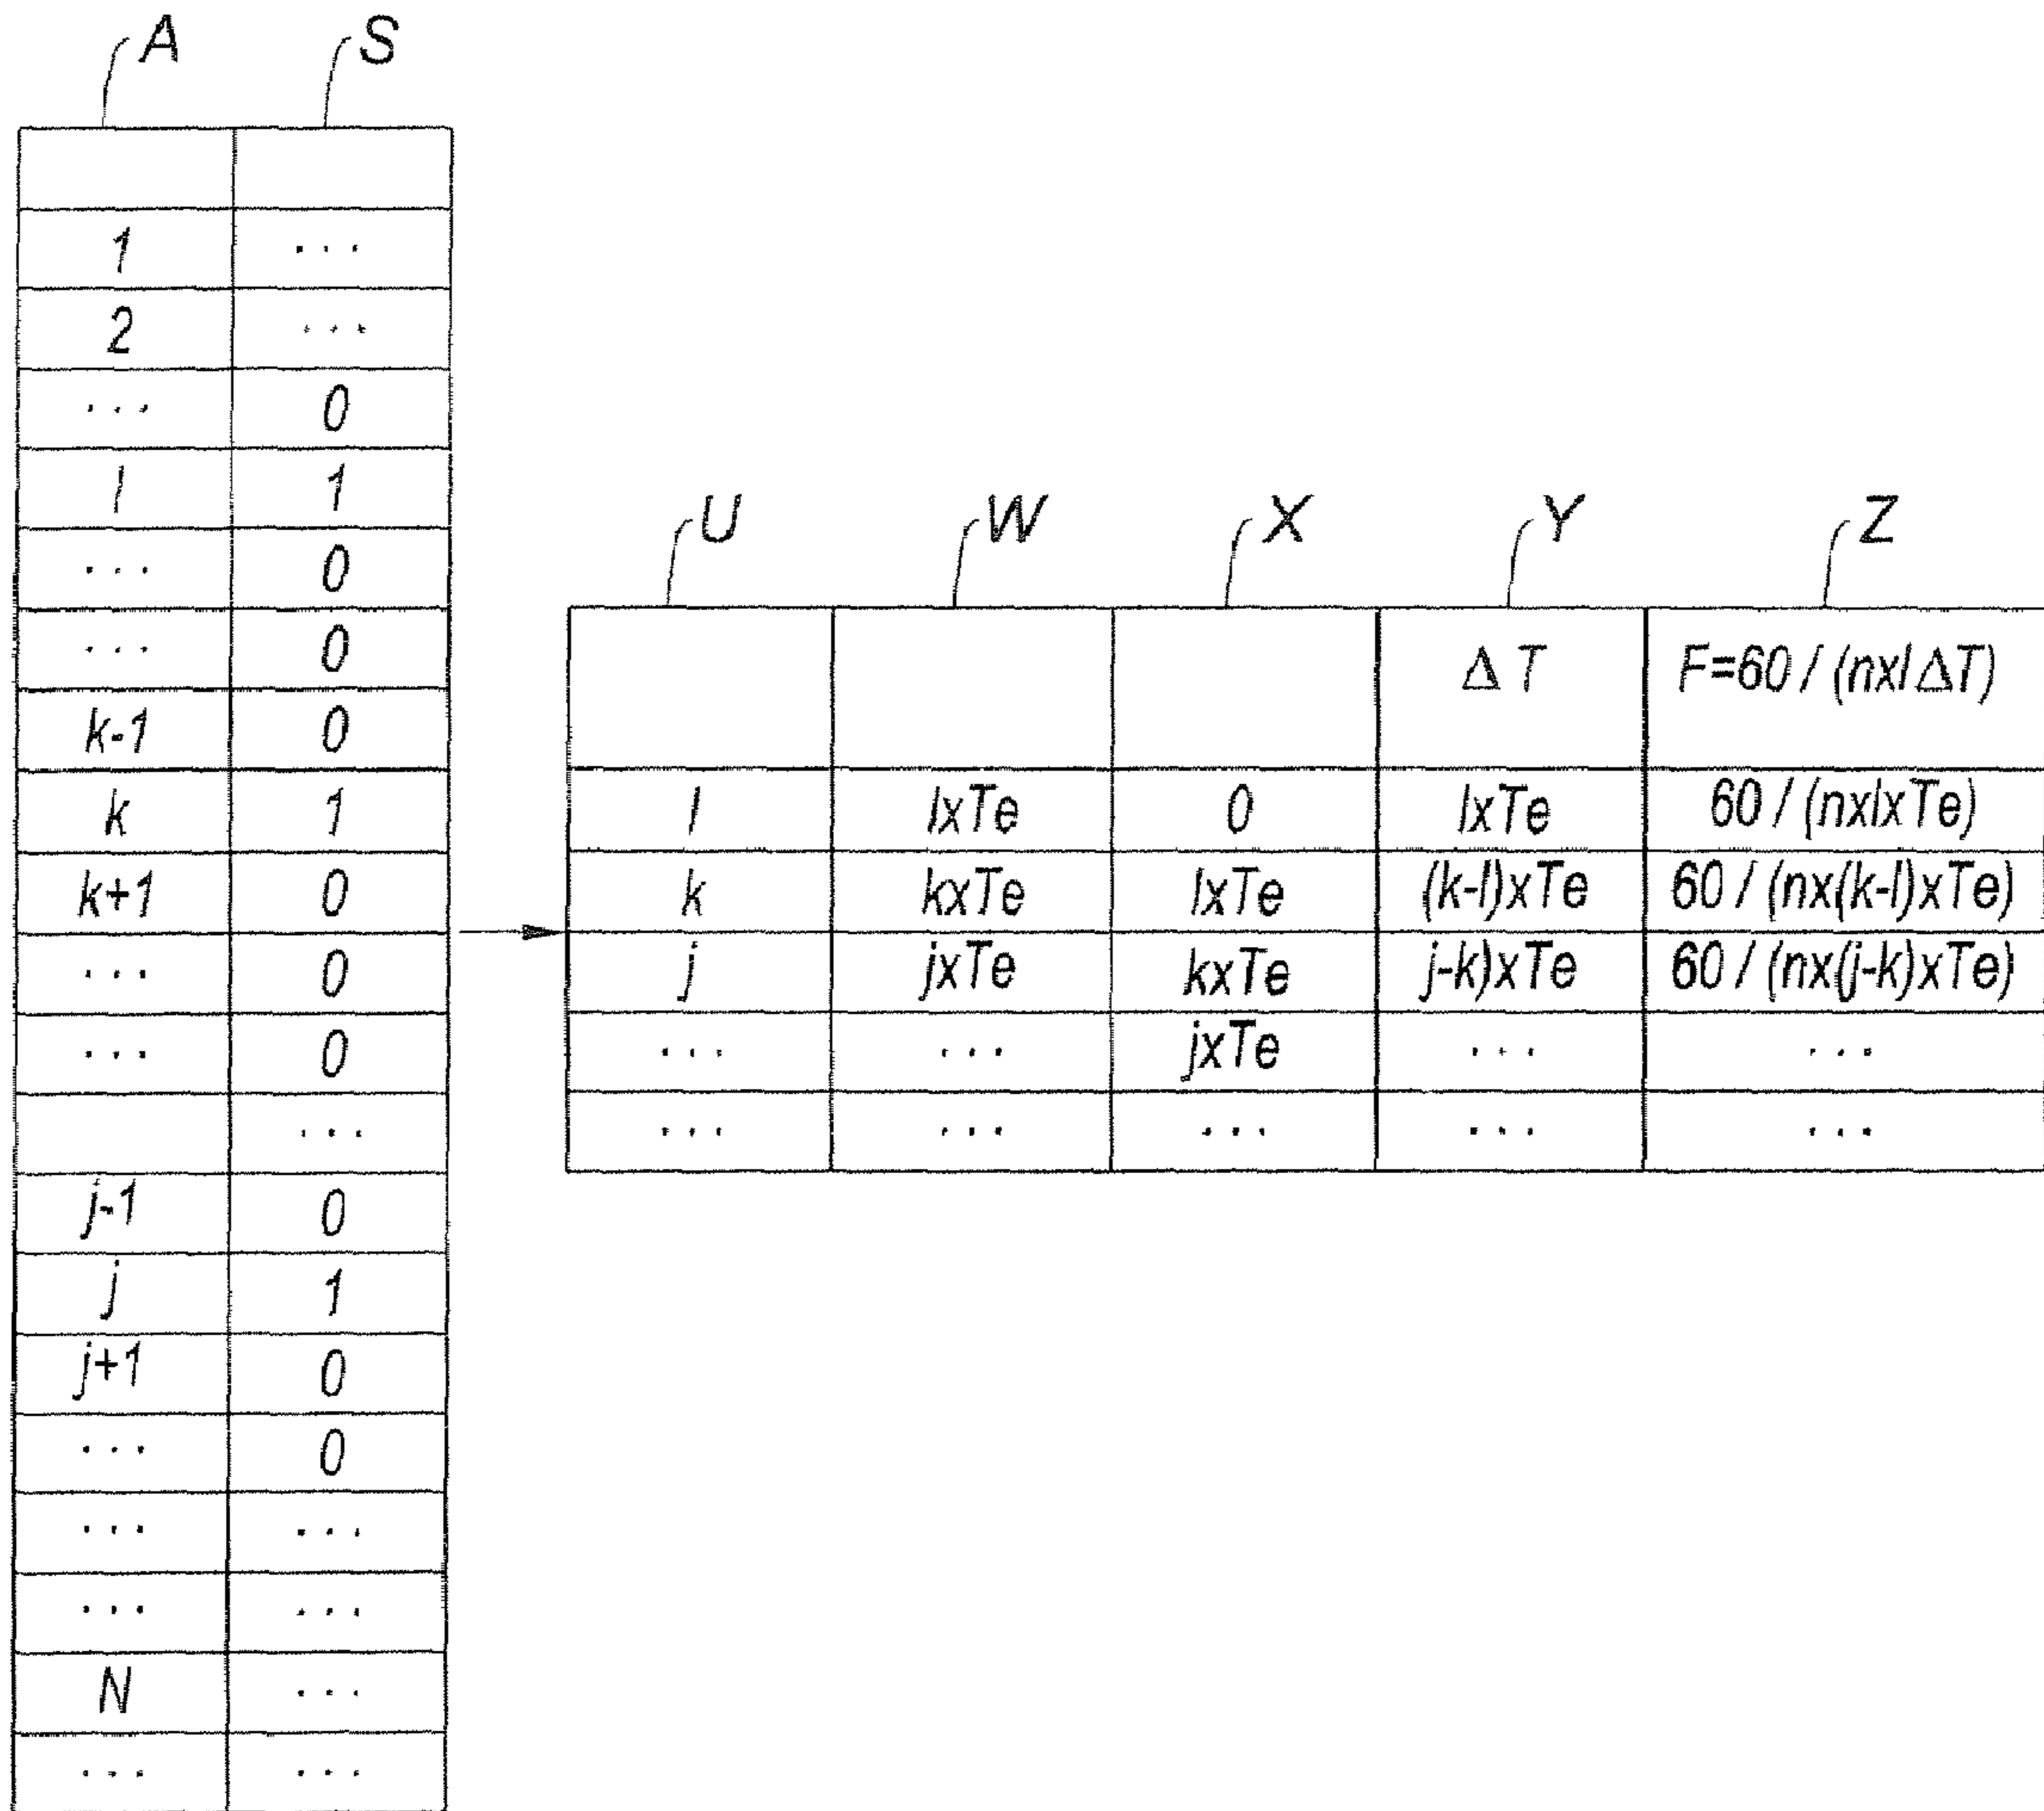 A S
1 ...
2 ...
... 0
l 1
... 0
... 0
k-1 0
k 1
k+1 0
... 0
... 0
...
j-1 0
j 1
j+1 0
... 0
... ...
... ...
N ...
... ...
U W X Y Z
Δ T F=60 / (nxlΔT)
l lxTe 0 lxTe 60 / (nxlxTe)
k kxTe lxTe (k-l)xTe 60 / (nx(k-l)xTe)
j jxTe kxTe j-k)xTe 60 / (nx(j-k)xTe)
... ... jxTe ... ...
... ... ... ... ...